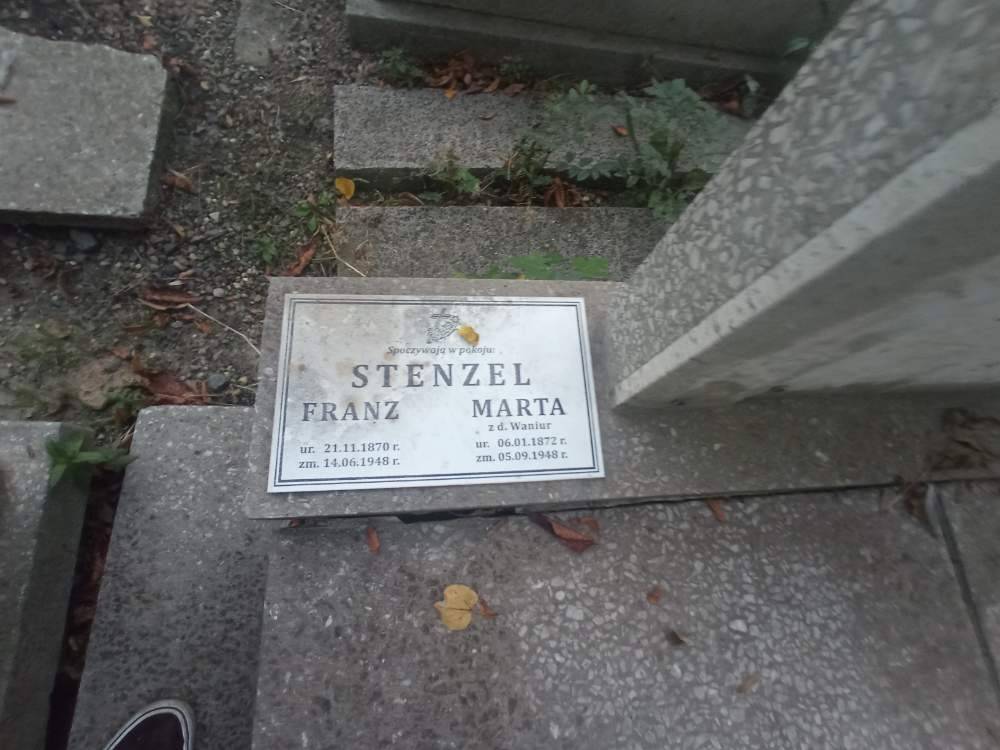 Spoczywają w pokoju:
STENZEL
FRANZ
ur. 21.11.1870 r.
zm. 14.06.1948 r.
MARTA
z d. Waniur
ur. 06.01.1872 r.
zm. 05.09.1948 r.